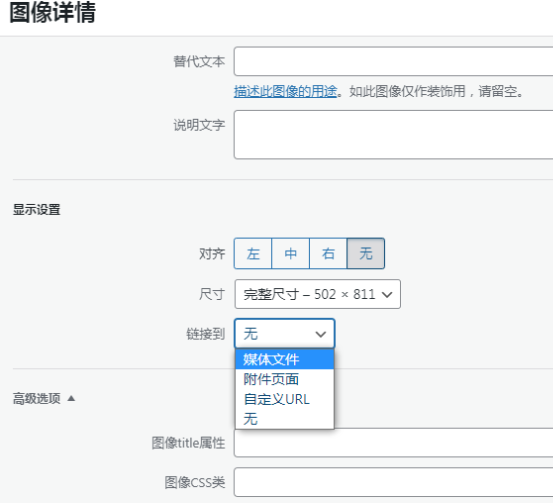 图像详情
替代文本
描述此图像的用途。如此图像仅作装饰用，请留空。
说明文字
显示设置
对齐 左 中 右 无
尺寸 完整尺寸 – 502 × 811
链接到 无
媒体文件
附件页面
自定义URL
无
高级选项 ▲
图像title属性
图像CSS类